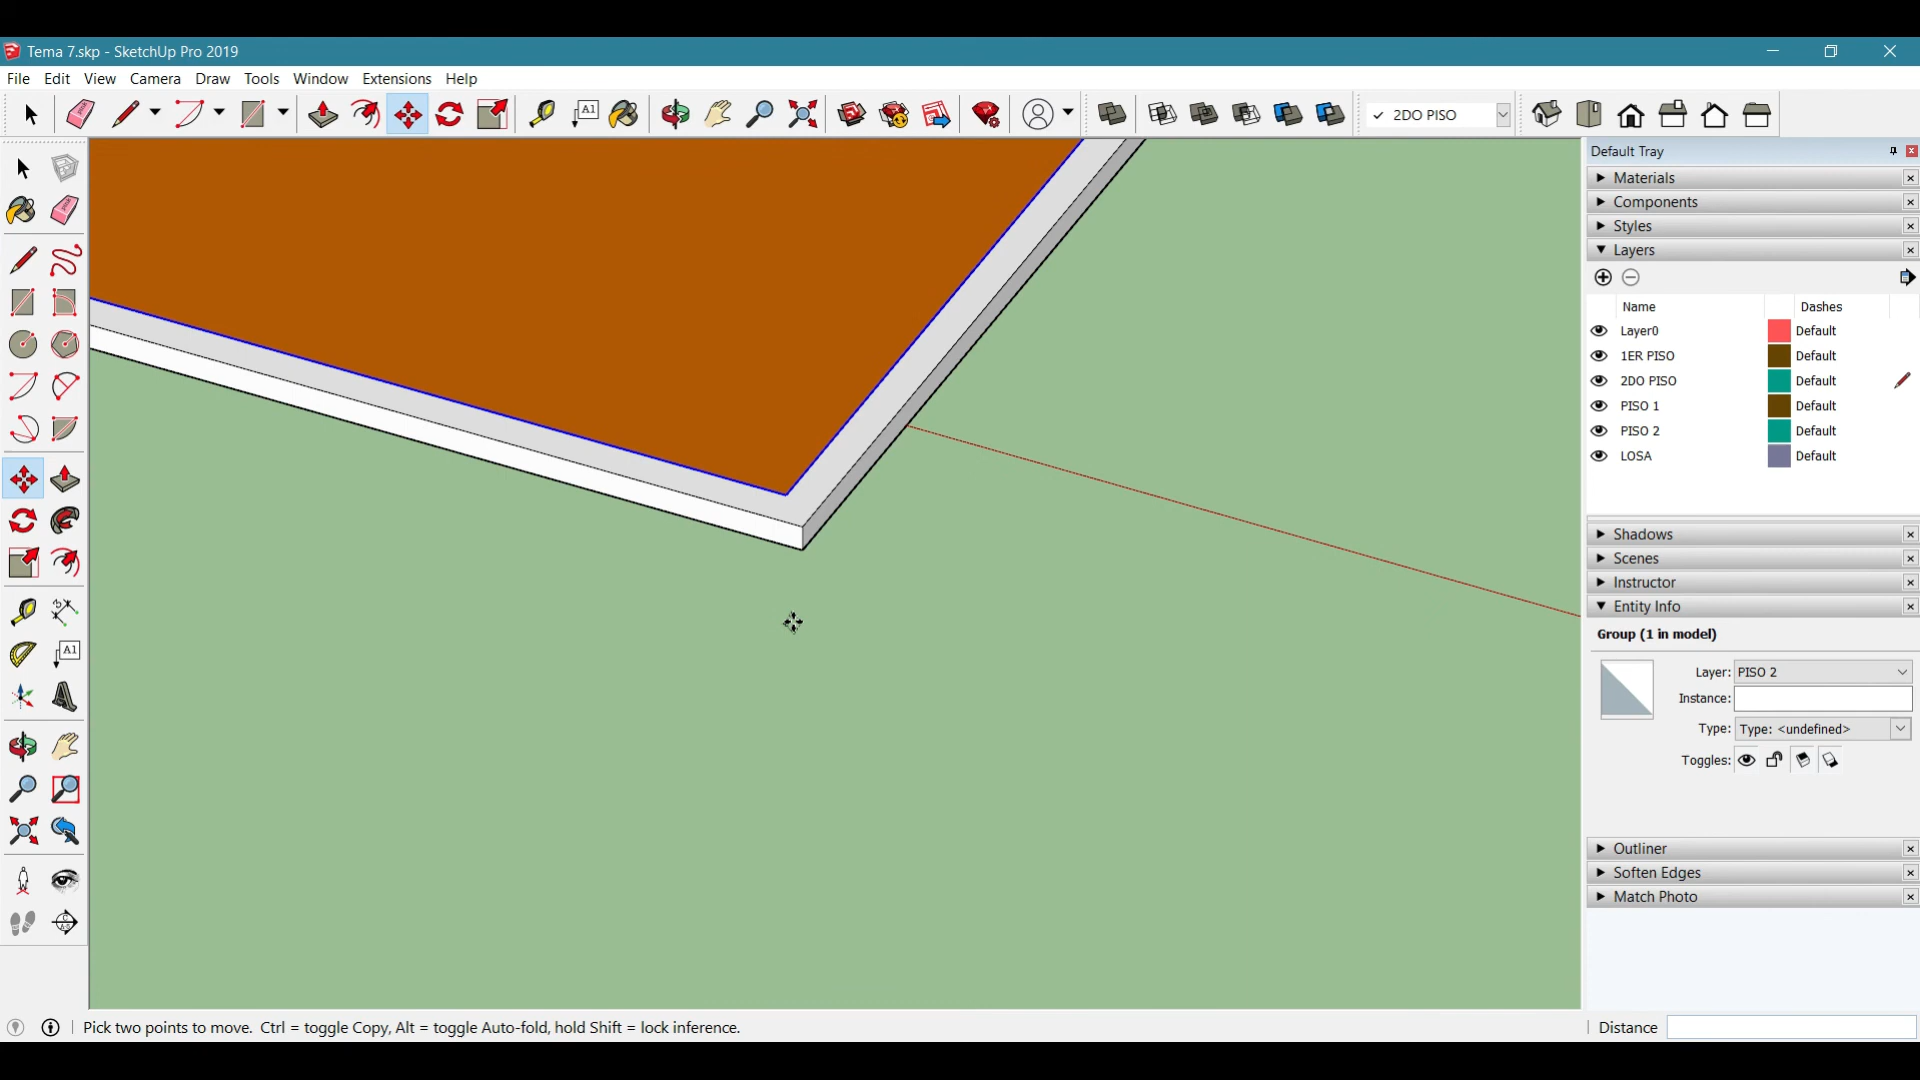 Tema 7.skp - SketchUp Pro 2019
File Edit View Camera Draw Tools Window Extensions Help
A1
2DO PISO
Default Tray
Materials
Components
Styles
Layers
Name Dashes
Layer0 Default
1ER PISO Default
2DO PISO Default
PISO 1 Default
PISO 2 Default
LOSA Default
Shadows
Scenes
Instructor
Entity Info
Group (1 in model)
A1
Layer: PISO 2
Instance:
Type: Type: <undefined>
Toggles:
Outliner
Soften Edges
Match Photo
Pick two points to move. Ctrl = toggle Copy, Alt = toggle Auto-fold, hold Shift = lock inference.
Distance